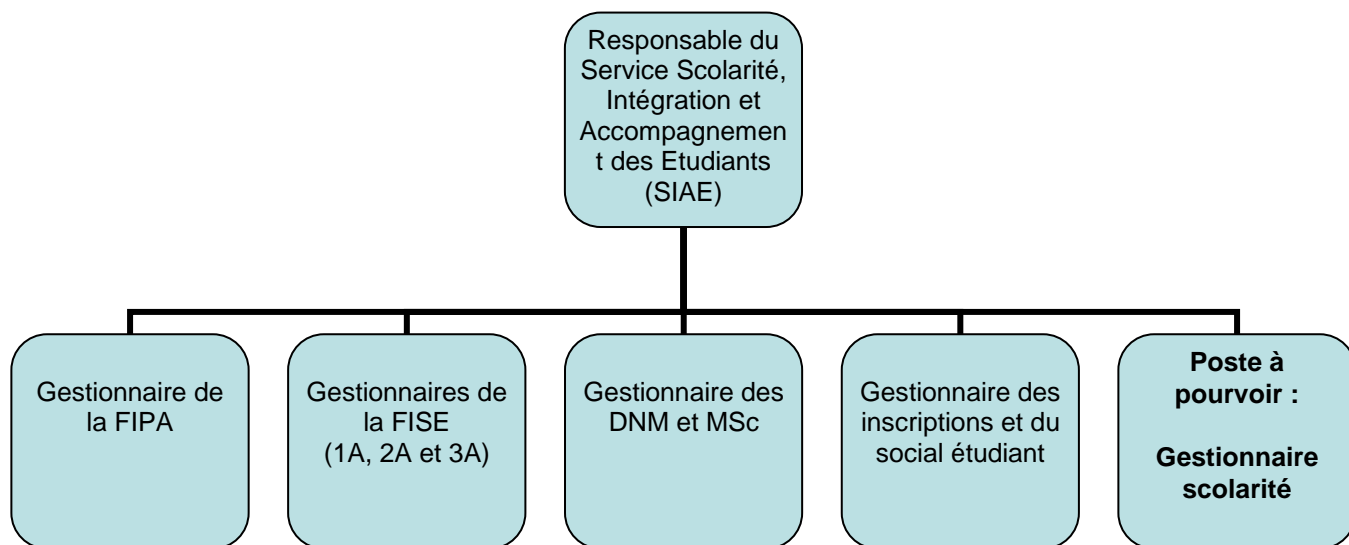 Responsable du
Service Scolarité,
Intégration et
Accompagnemen
t des Etudiants
(SIAE)
Gestionnaire de
la FIPA
Gestionnaires de
la FISE
(1A, 2A et 3A)
Gestionnaire des
DNM et MSc
Gestionnaire des
inscriptions et du
social étudiant
Poste à
pourvoir :
Gestionnaire
scolarité